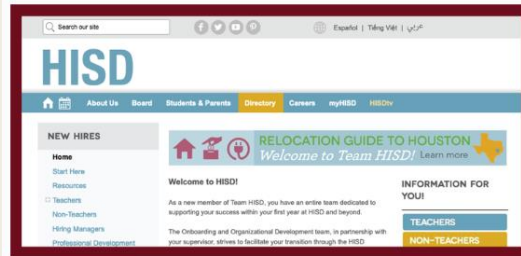 Search our site
Español | Tiếng Việt | عربي
HISD
About Us Board Students & Parents Directory Careers myHISD HISDtv
NEW HIRES
Home
Start Here
Resources
Teachers
Non-Teachers
Hiring Managers
Professional Development
RELOCATION GUIDE TO HOUSTON
Welcome to Team HISD! Learn more
Welcome to HISD!
As a new member of Team HISD, you have an entire team dedicated to
supporting your success within your first year at HISD and beyond.
The Onboarding and Organizational Development team, in partnership with
your supervisor, strives to facilitate your transition through the HISD
INFORMATION FOR
YOU!
TEACHERS
NON-TEACHERS